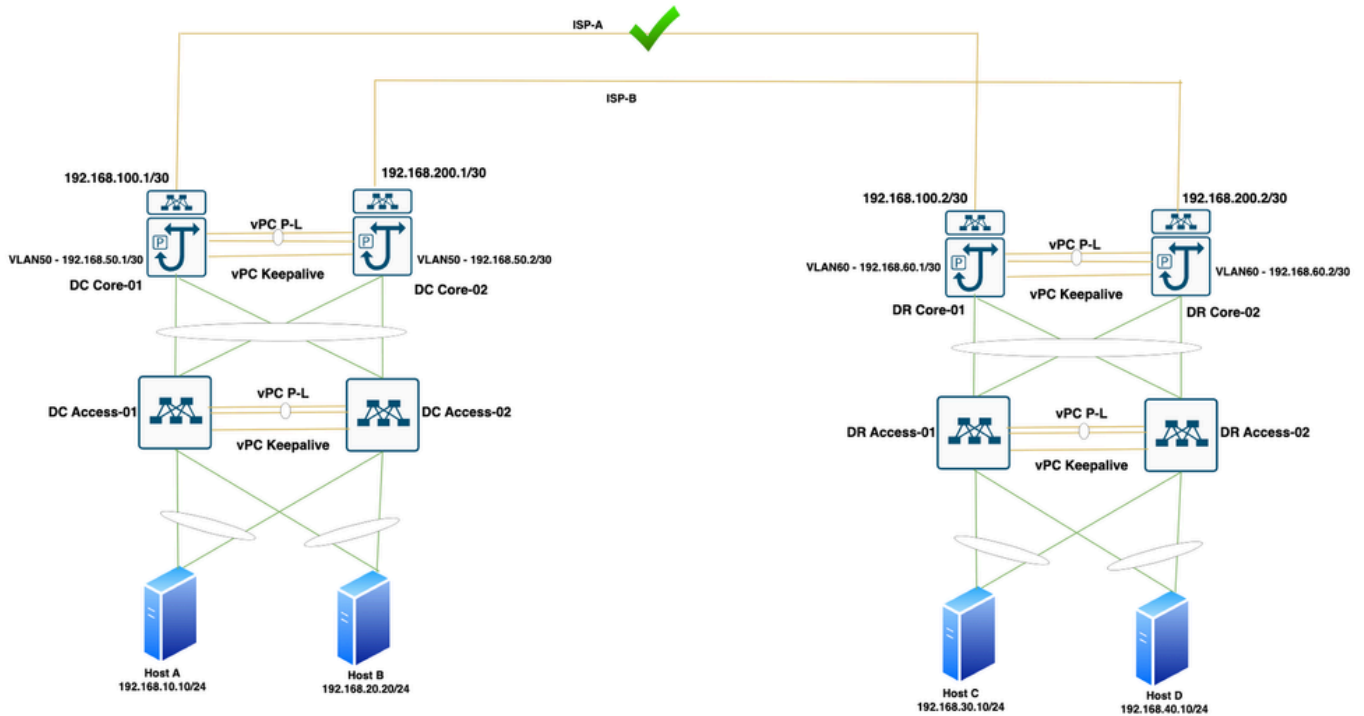 ISP-A
ISP-B
192.168.100.1/30
192.168.200.1/30
192.168.100.2/30
192.168.200.2/30
vPC P-L
P
P
VLAN50 - 192.168.50.1/30
VLAN50 - 192.168.50.2/30
vPC Keepalive
DC Core-01
DC Core-02
vPC P-L
P
P
VLAN60 - 192.168.60.1/30
VLAN60 - 192.168.60.2/30
vPC Keepalive
DR Core-01
DR Core-02
vPC P-L
DC Access-01
DC Access-02
vPC Keepalive
vPC P-L
DR Access-01
DR Access-02
vPC Keepalive
Host A
192.168.10.10/24
Host B
192.168.20.20/24
Host C
192.168.30.10/24
Host D
192.168.40.10/24